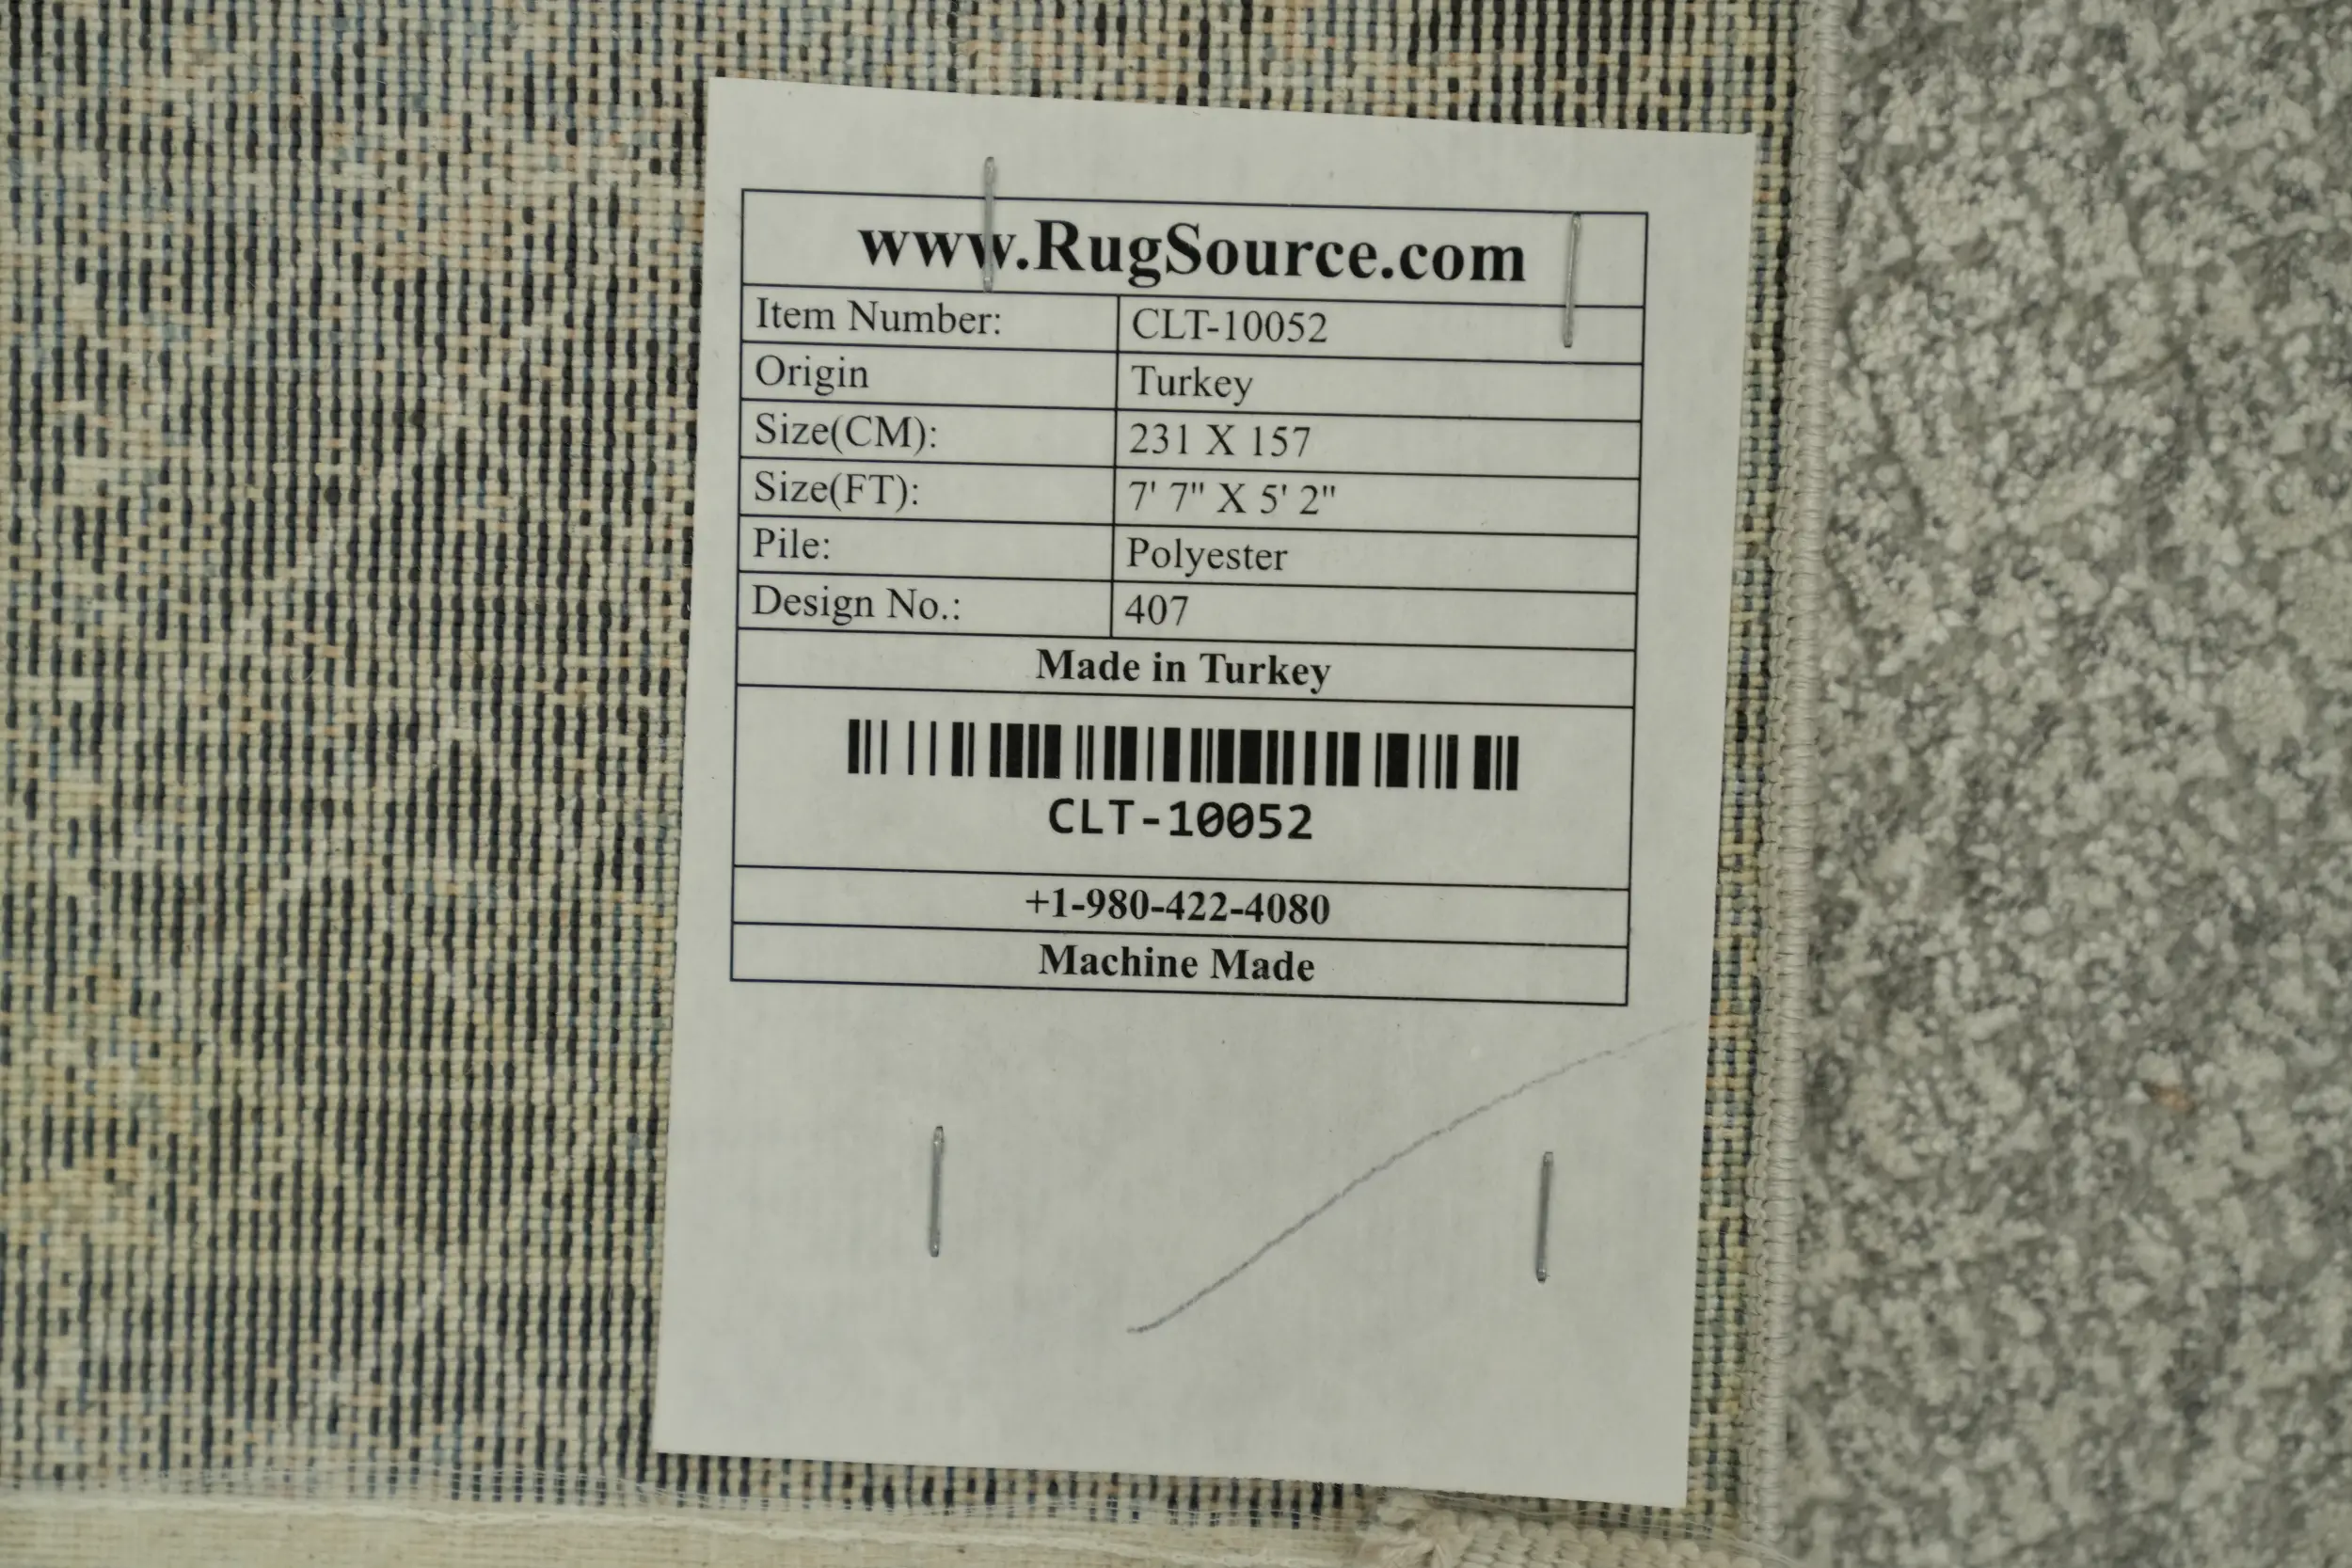 www.RugSource.com
Item Number: CLT-10052
Origin Turkey
Size(CM): 231 X 157
Size(FT): 7' 7" X 5' 2"
Pile: Polyester
Design No.: 407
Made in Turkey
CLT-10052
+1-980-422-4080
Machine Made